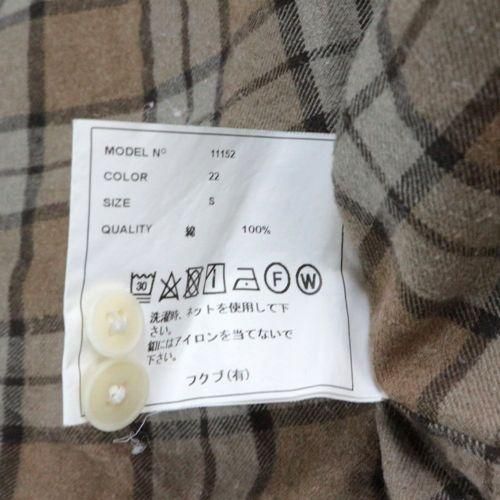 MODEL Nº 11152
COLOR 22
SIZE S
QUALITY 綿 100%
30 F W
洗濯時、ネットを使用して下
さい。
釦にはアイロンを当てないで
下さい。
フクブ(有)